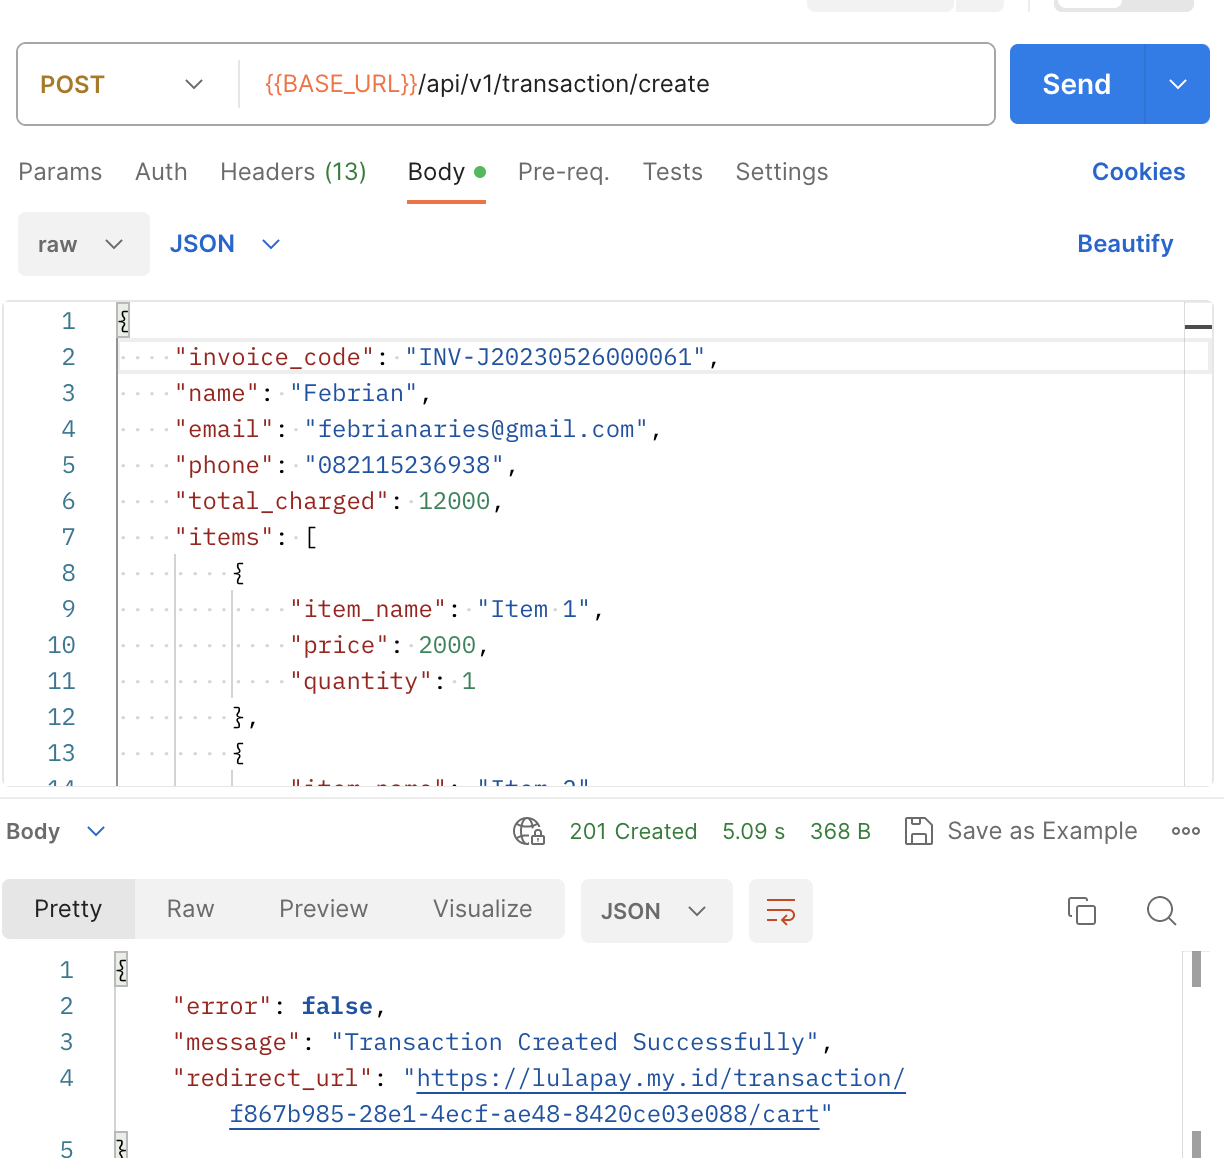 POST {{BASE_URL}}/api/v1/transaction/create Send
Params Auth Headers (13) Body Pre-req. Tests Settings Cookies
raw JSON Beautify
1 {
2 "invoice_code": "INV-J20230526000061",
3 "name": "Febrian",
4 "email": "febrianaries@gmail.com",
5 "phone": "082115236938",
6 "total_charged": 12000,
7 "items": [
8 {
9 "item_name": "Item 1",
10 "price": 2000,
11 "quantity": 1
12 },
13 {
14 "item_name": "Item 2"
Body 201 Created 5.09 s 368 B Save as Example
Pretty Raw Preview Visualize JSON
1 {
2 "error": false,
3 "message": "Transaction Created Successfully",
4 "redirect_url": "https://lulapay.my.id/transaction/
f867b985-28e1-4ecf-ae48-8420ce03e088/cart"
5 }